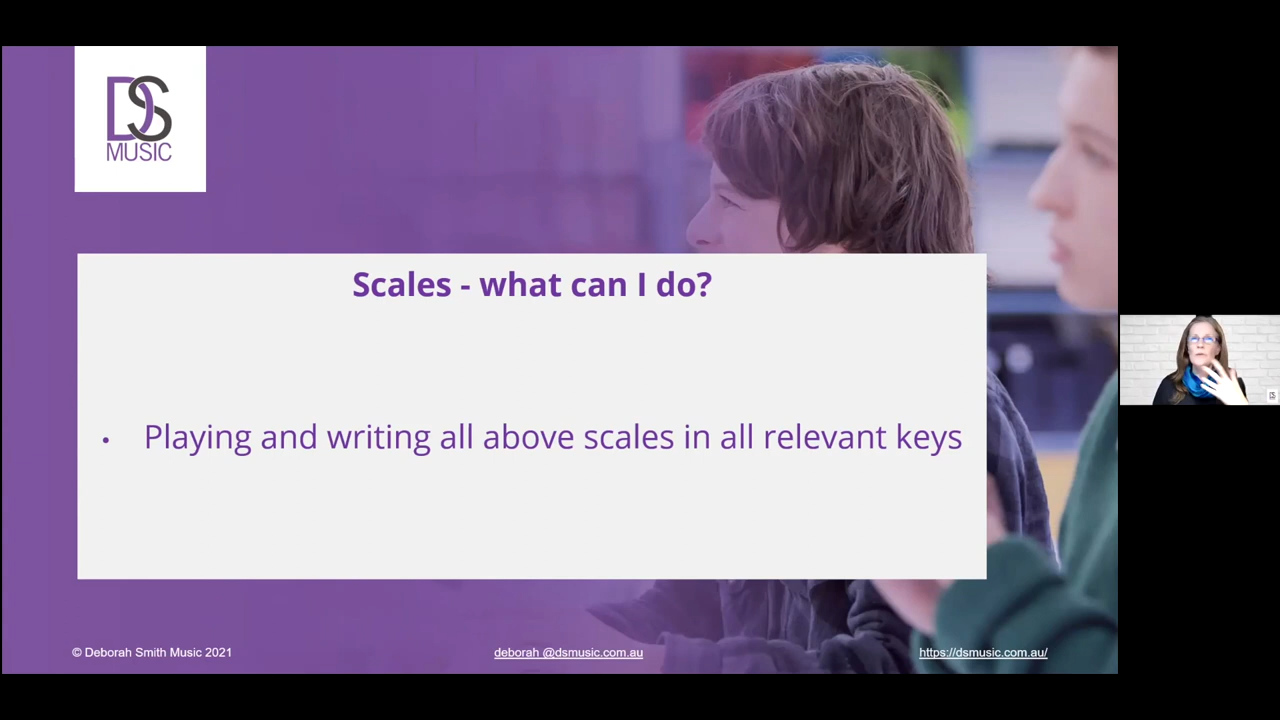 DS
MUSIC
Scales - what can I do?
• Playing and writing all above scales in all relevant keys
© Deborah Smith Music 2021
deborah @dsmusic.com.au
https://dsmusic.com.au/
DS